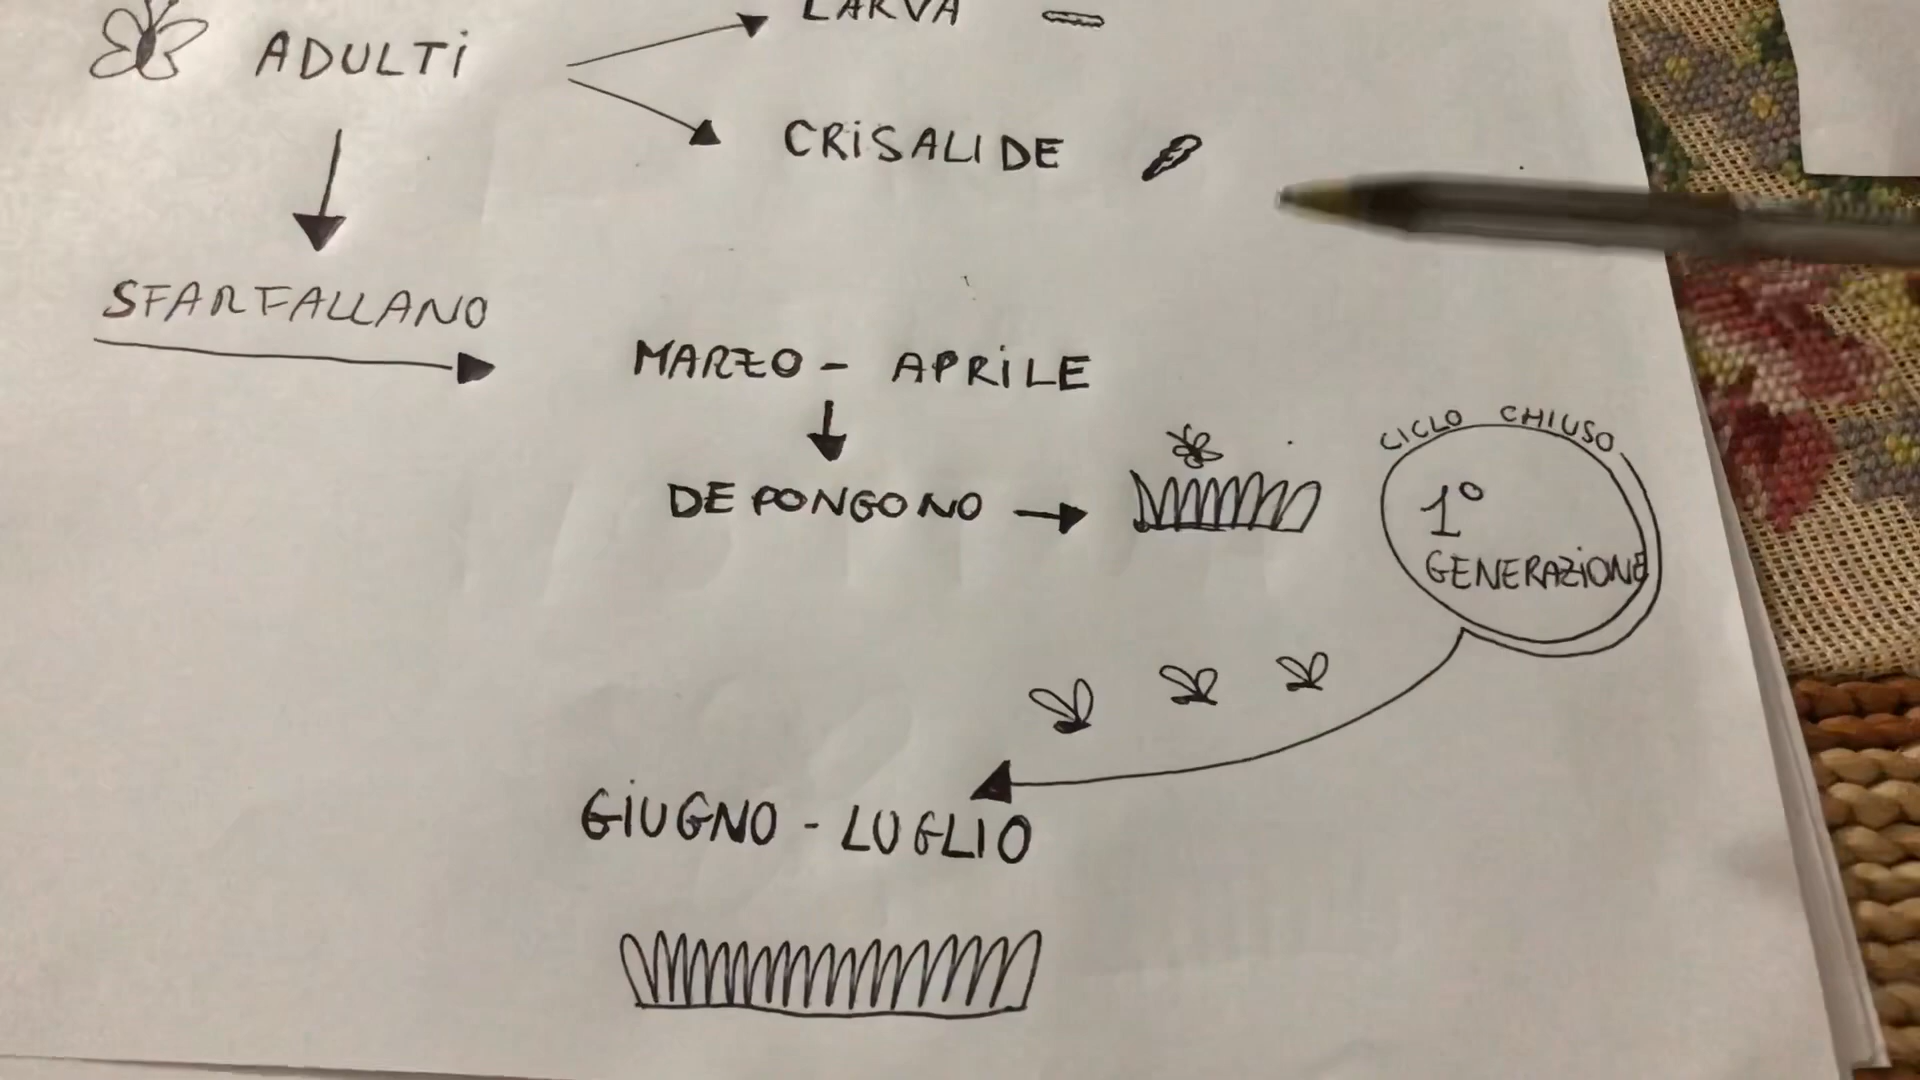 LARVA
ADULTI
CRISALIDE
SFARFALLANO
MARZO - APRILE
DEPONGONO
CICLO CHIUSO
1°
GENERAZIONE
GIUGNO - LUGLIO